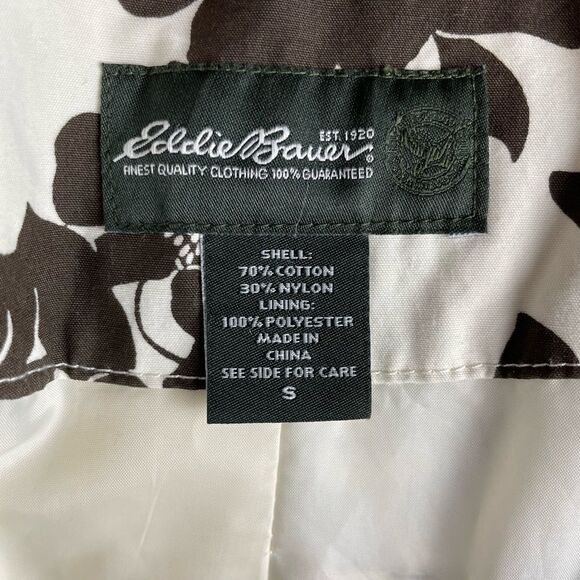 EST. 1920
Eddie Bauer®
FINEST QUALITY CLOTHING 100% GUARANTEED
SHELL:
70% COTTON
30% NYLON
LINING:
100% POLYESTER
MADE IN
CHINA
SEE SIDE FOR CARE
S